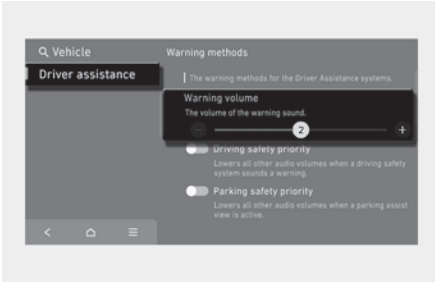 Vehicle
Warning methods
Driver assistance
The warning methods for the Driver Assistance systems.
Warning volume
The volume of the warning sound.
2
Driving safety priority
Lowers all other audio volumes when a driving safety
system sounds a warning.
Parking safety priority
Lowers all other audio volumes when a parking assist
view is active.